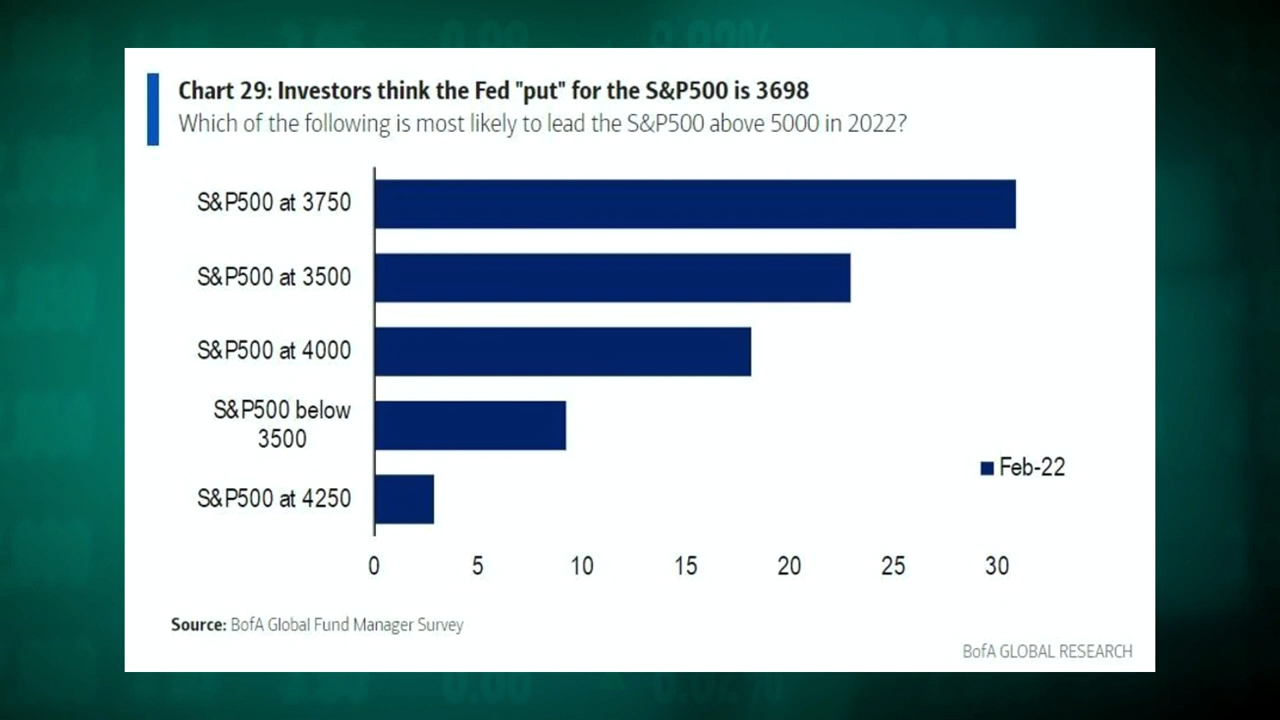 Chart 29: Investors think the Fed "put" for the S&P500 is 3698
Which of the following is most likely to lead the S&P500 above 5000 in 2022?
S&P500 at 3750
S&P500 at 3500
S&P500 at 4000
S&P500 below
3500
S&P500 at 4250
Feb-22
0 5 10 15 20 25 30
Source: BofA Global Fund Manager Survey
BofA GLOBAL RESEARCH